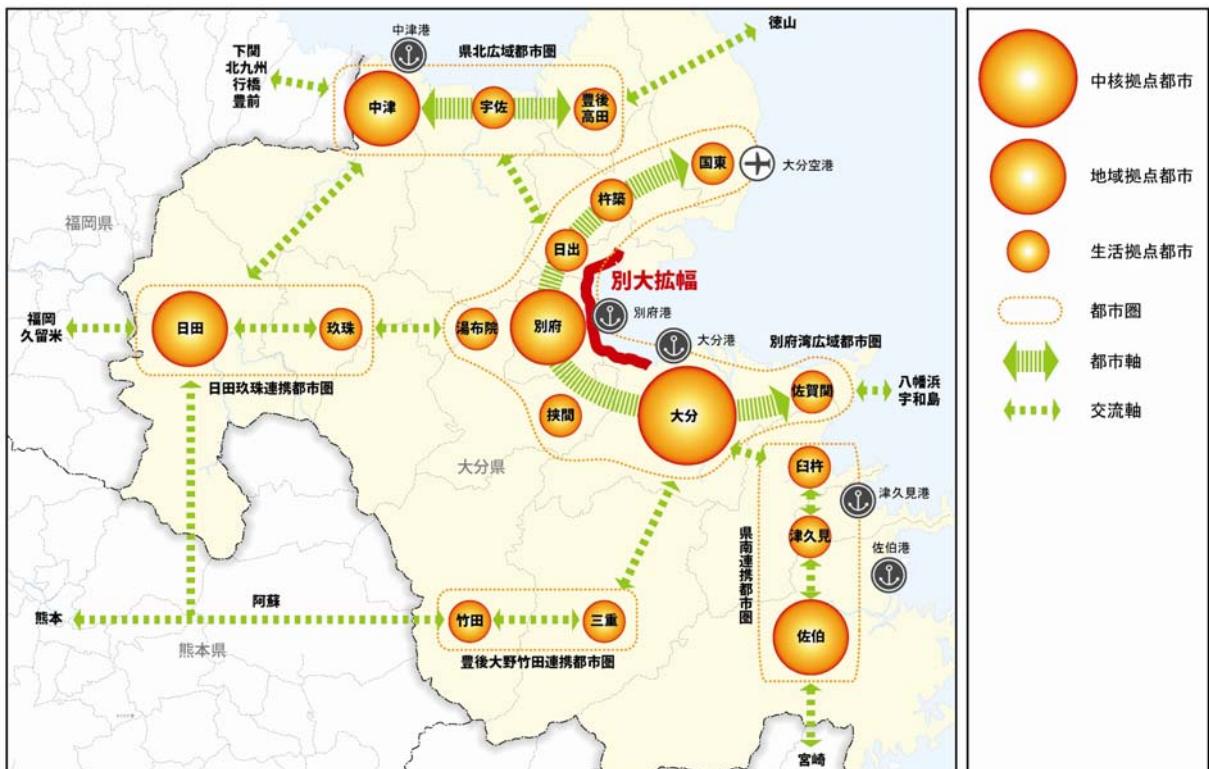 中津港
下関
北九州
行橋
豊前
県北広域都市圏
徳山
中津
宇佐
豊後
高田
国東
大分空港
杵築
福岡県
日出
別大拡幅
別府港
福岡
久留米
日田
玖珠
湯布院
別府
大分港
別府湾広域都市圏
日田玖珠連携都市圏
挾間
大分
佐賀関
八幡浜
宇和島
大分県
臼杵
津久見港
津久見
県南連携都市圏
佐伯港
阿蘇
熊本
竹田
三重
佐伯
熊本県
豊後大野竹田連携都市圏
宮崎
中核拠点都市
地域拠点都市
生活拠点都市
都市圏
都市軸
交流軸